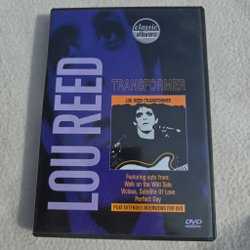 LOU REED
classic
albums
TRANSFORMER
LOU REED·TRANSFORMER
Featuring cuts from:
Walk on the Wild Side
Vicious, Satellite Of Love
Perfect Day
PLUS EXTENDED INTERVIEWS FOR DVD
DVD